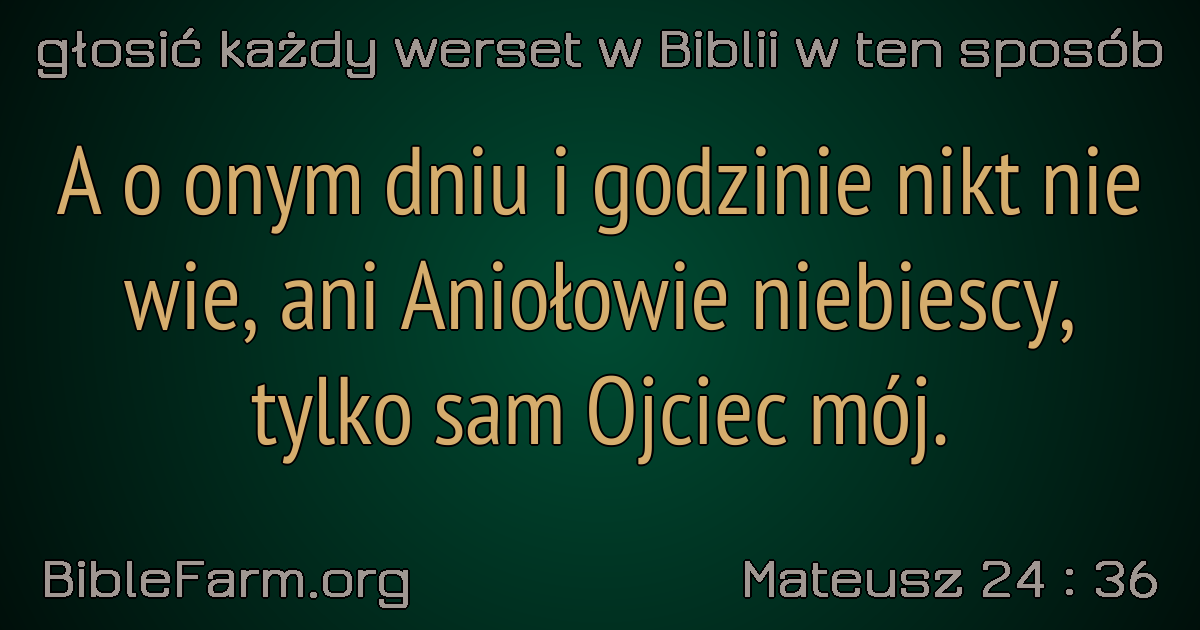 głosić każdy werset w Biblii w ten sposób
A o onym dniu i godzinie nikt nie
wie, ani Aniołowie niebiescy,
tylko sam Ojciec mój.
BibleFarm.org
Mateusz 24 : 36